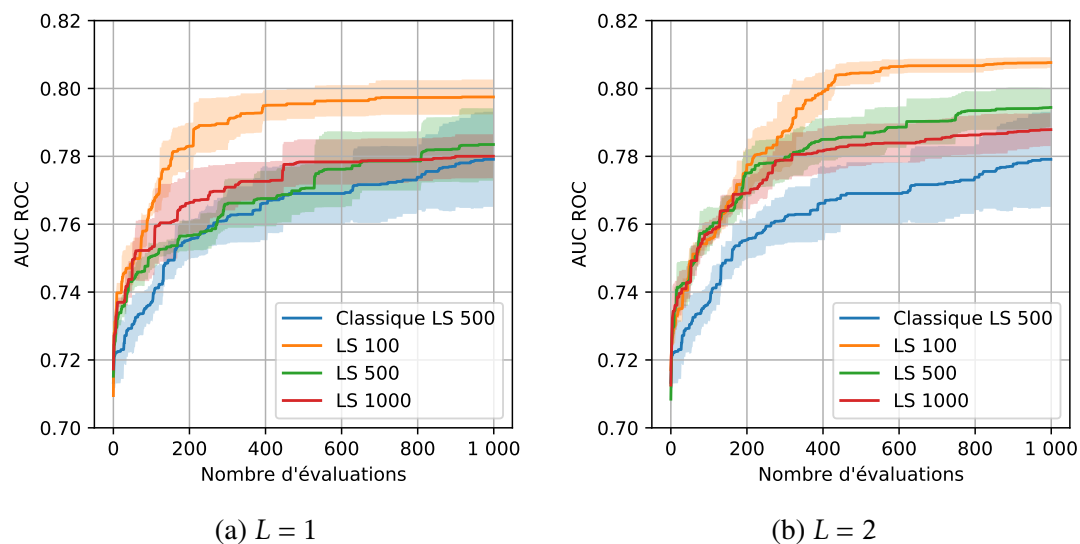 0.82
0.80
0.78
0.76
0.74
0.72
0.70
AUC ROC
0
200
400
600
800
1 000
Nombre d'évaluations
Classique LS 500
LS 100
LS 500
LS 1000
(a) L = 1
0.82
0.80
0.78
0.76
0.74
0.72
0.70
AUC ROC
0
200
400
600
800
1 000
Nombre d'évaluations
Classique LS 500
LS 100
LS 500
LS 1000
(b) L = 2